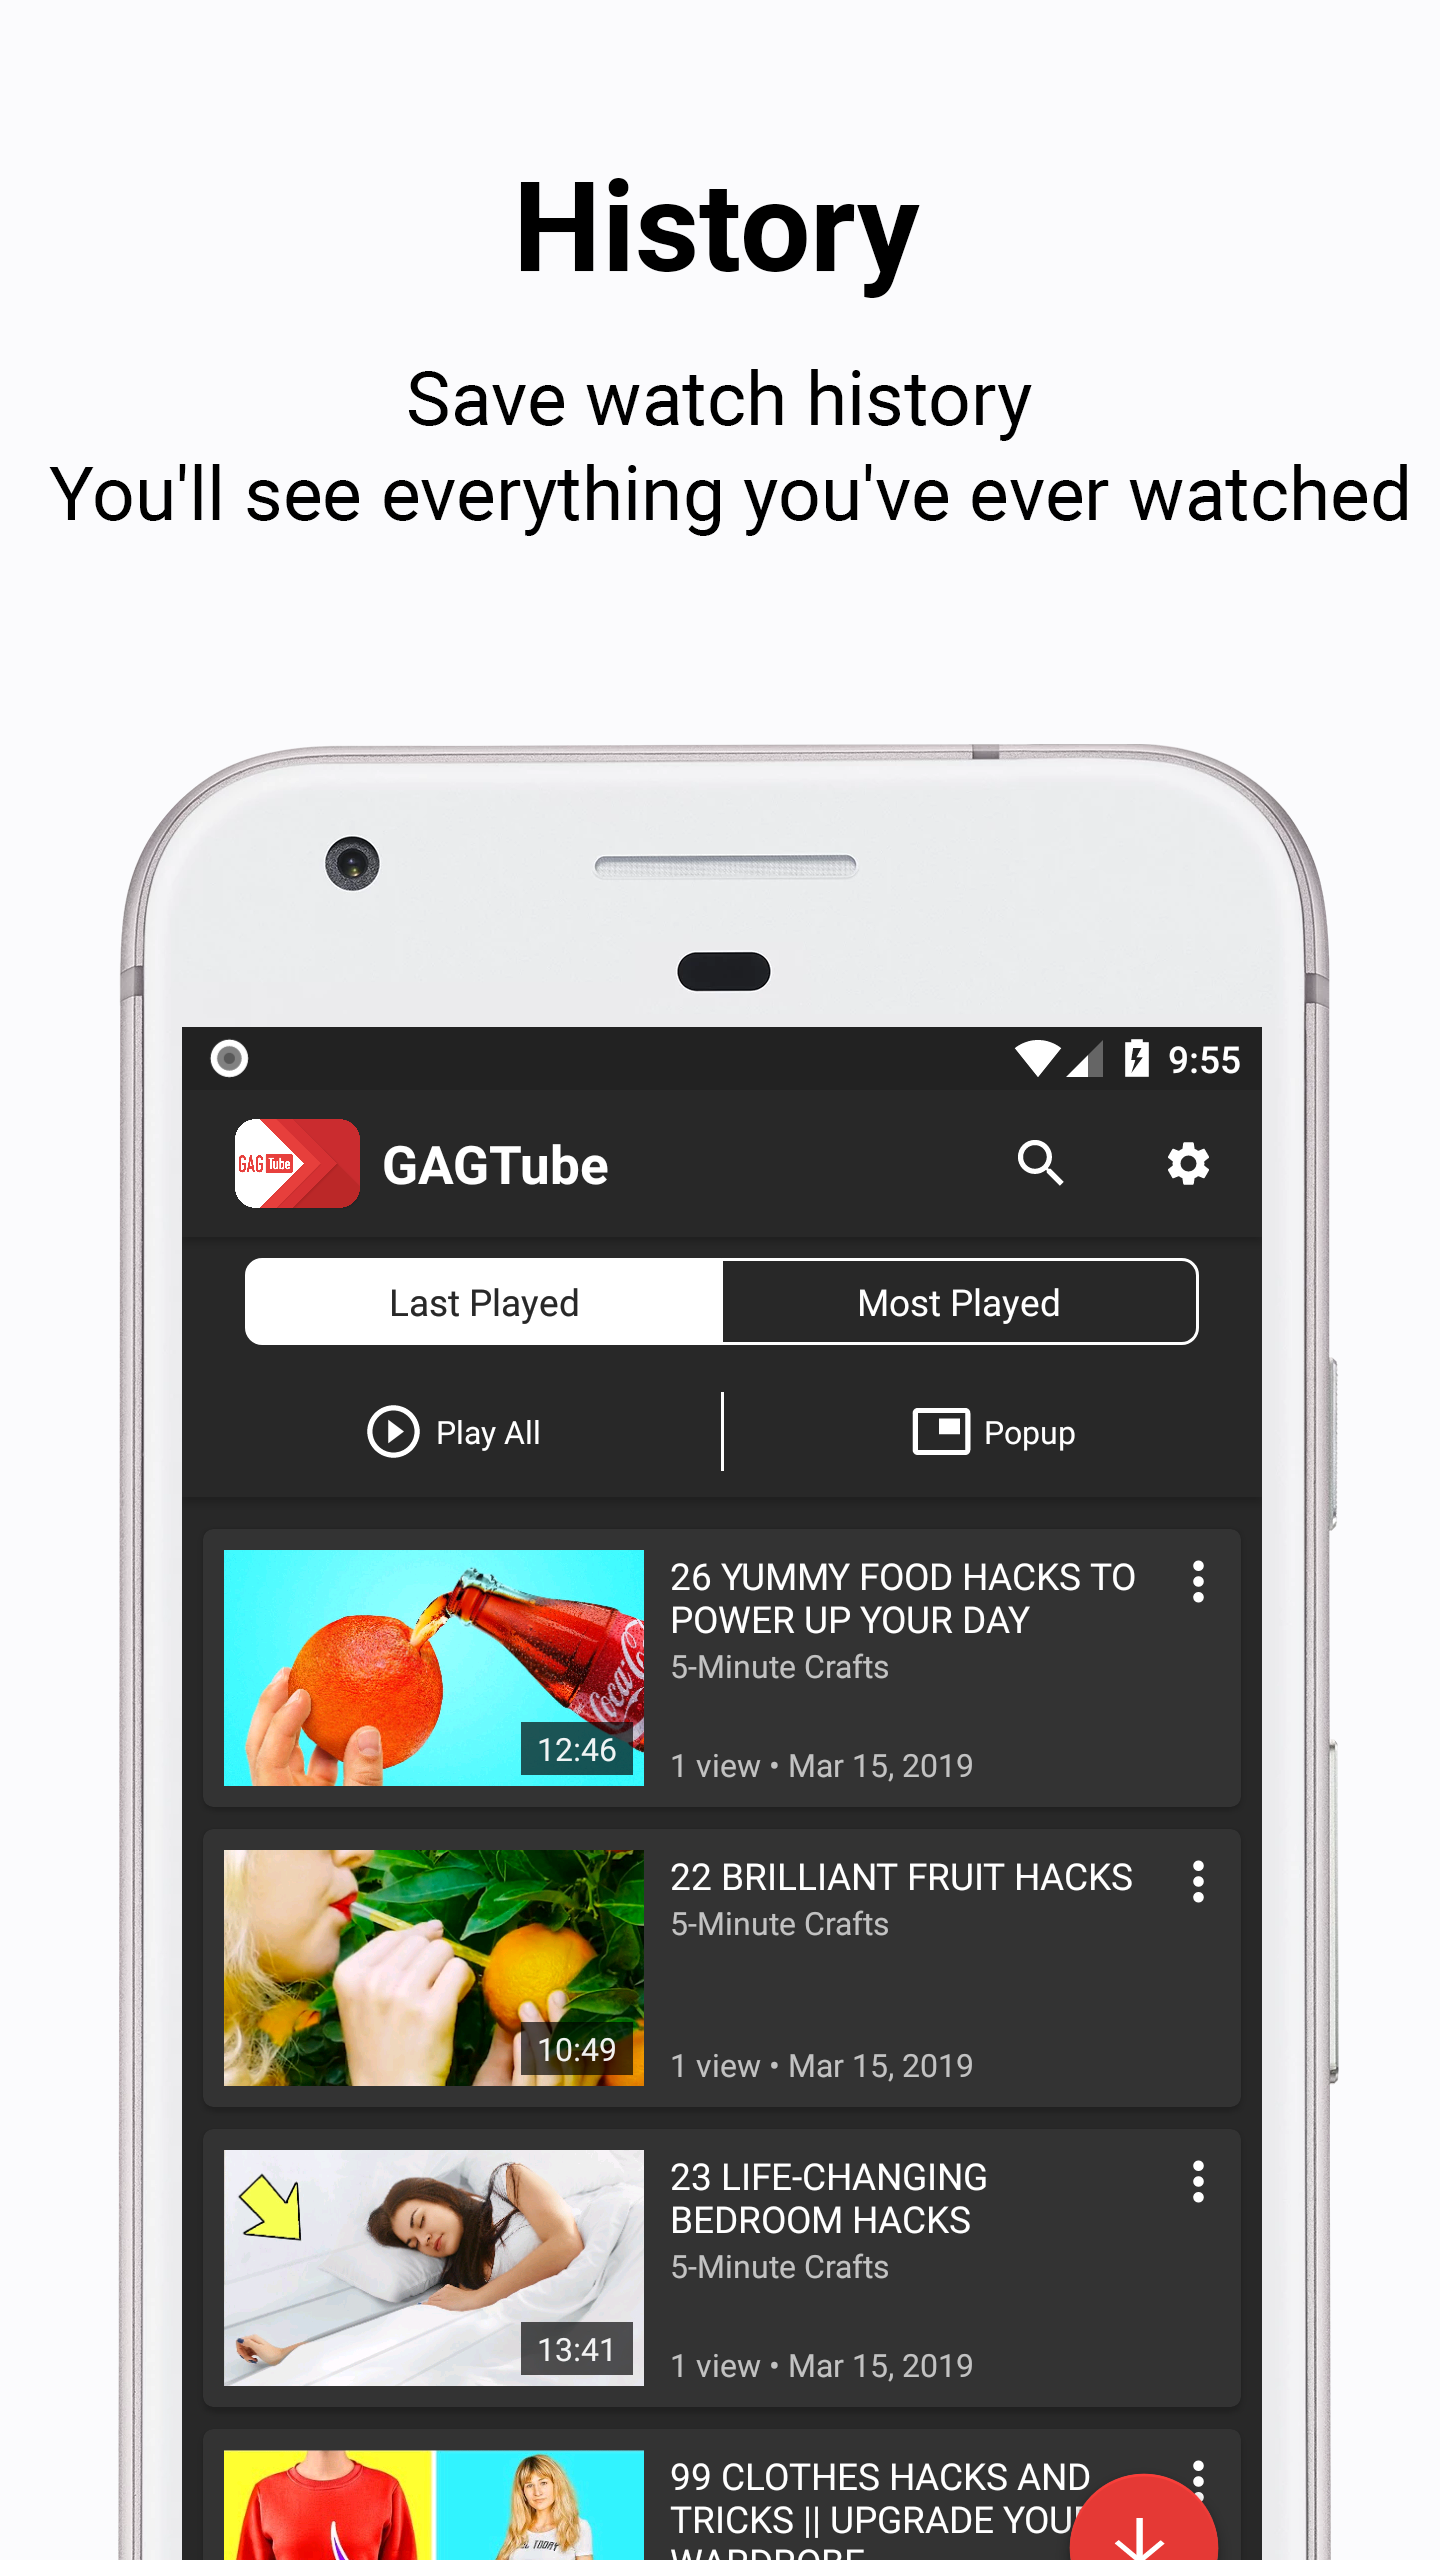 History
Save watch history
You'll see everything you've ever watched
9:55
GAG Tube
GAGTube
Last Played
Most Played
Play All
Popup
26 YUMMY FOOD HACKS TO
POWER UP YOUR DAY
5-Minute Crafts
Coca-C
12:46
1 view • Mar 15, 2019
22 BRILLIANT FRUIT HACKS
5-Minute Crafts
10:49
1 view • Mar 15, 2019
23 LIFE-CHANGING
BEDROOM HACKS
5-Minute Crafts
13:41
1 view • Mar 15, 2019
99 CLOTHES HACKS AND
TRICKS || UPGRADE YOUR
WARDROBE
TODAY